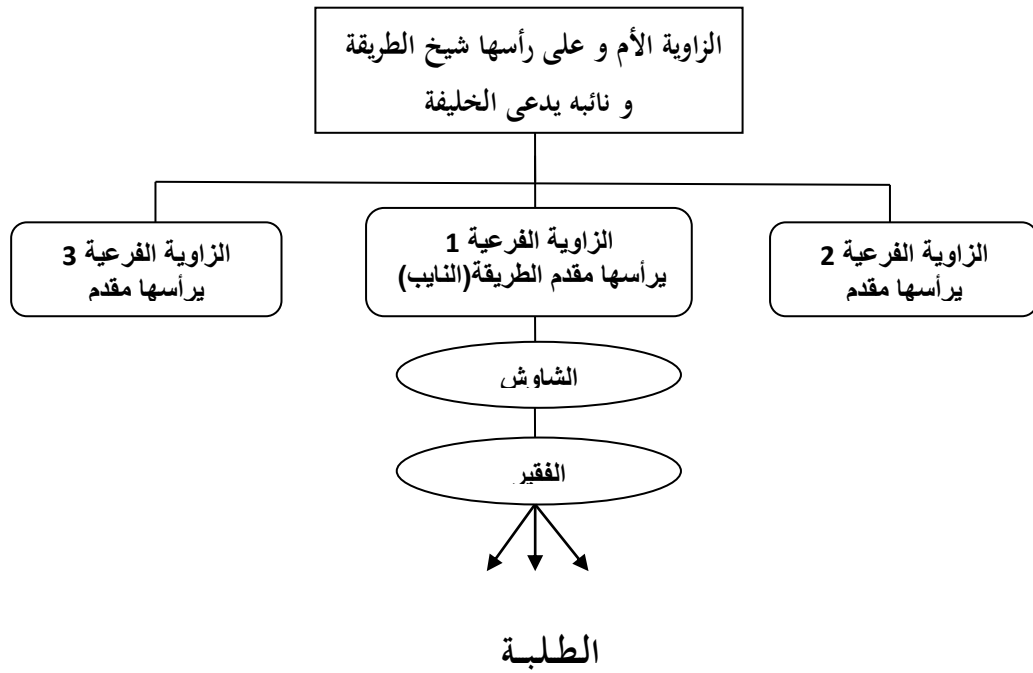 الزاوية الأم و على رأسها شيخ الطريقة
و نائبه يدعى الخليفة
الزاوية الفرعية 2
يرأسها مقدم
الزاوية الفرعية 1
يرأسها مقدم الطريقة(النايب)
الزاوية الفرعية 3
يرأسها مقدم
الشاوش
الفقير
الطلبة